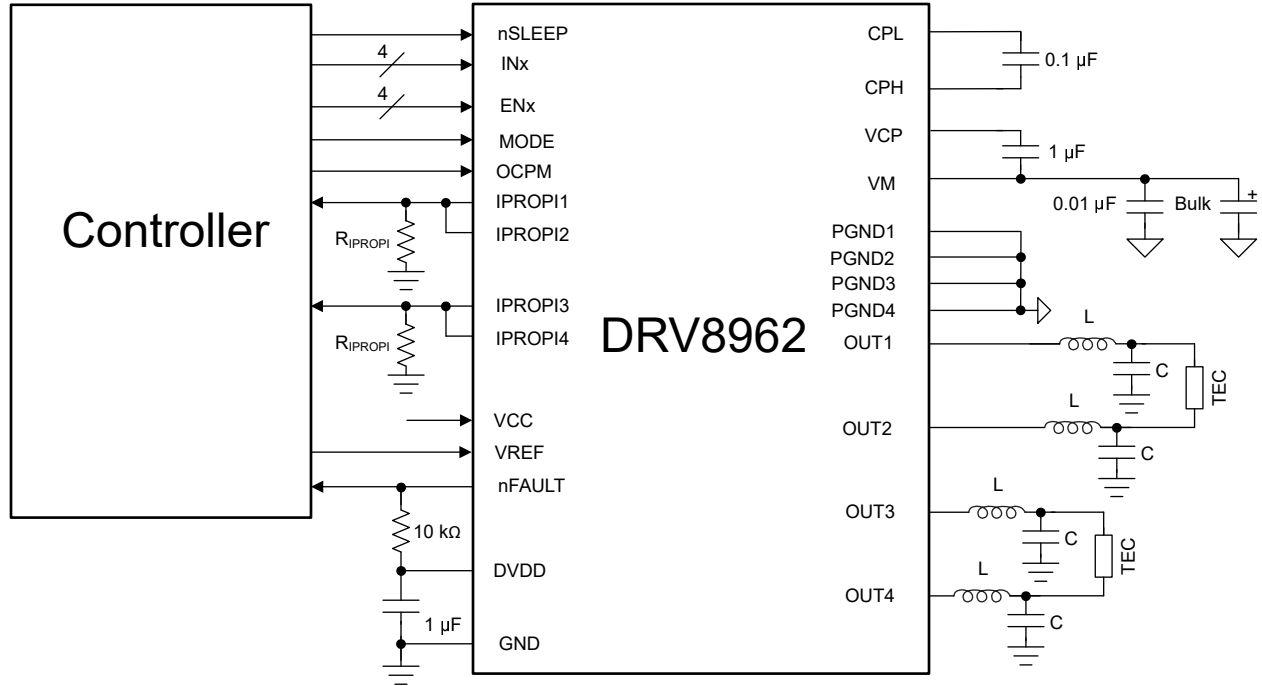 Controller
DRV8962
4
4
nSLEEP
INx
ENx
MODE
OCPM
IPROPI1
IPROPI2
RIPROPI
IPROPI3
IPROPI4
RIPROPI
VCC
VREF
nFAULT
10 kΩ
DVDD
1 µF
GND
CPL
0.1 µF
CPH
VCP
1 µF
VM
0.01 µF
Bulk
+
PGND1
PGND2
PGND3
PGND4
OUT1
L
C
TEC
OUT2
L
C
OUT3
L
C
TEC
OUT4
L
C